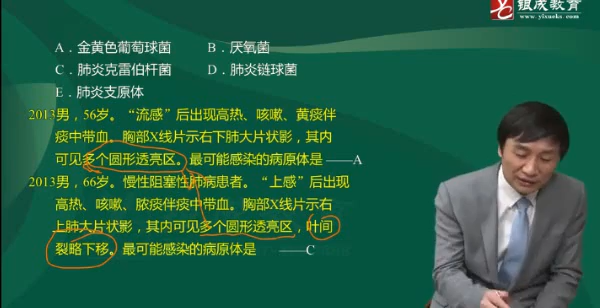 银成教育
www.yixueks.com
A．金黄色葡萄球菌 B．厌氧菌
C．肺炎克雷伯杆菌 D．肺炎链球菌
E．肺炎支原体
2013男，56岁。“流感”后出现高热、咳嗽、黄痰伴
痰中带血。胸部X线片示右下肺大片状影，其内
可见多个圆形透亮区。最可能感染的病原体是 ——A
2013男，66岁。慢性阻塞性肺病患者。“上感”后出现
高热、咳嗽、脓痰伴痰中带血。胸部X线片示右
上肺大片状影，其内可见多个圆形透亮区，叶间
裂略下移。最可能感染的病原体是 ——C